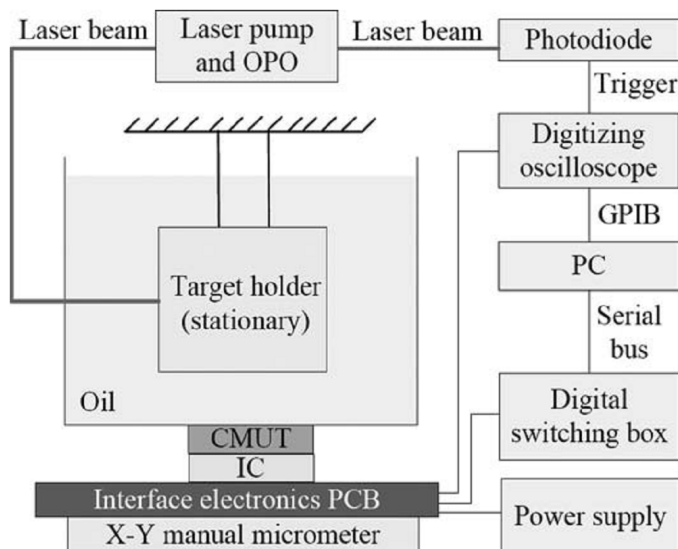 Laser beam
Laser pump
and OPO
Laser beam
Photodiode
Trigger
Digitizing
oscilloscope
GPIB
PC
Serial
bus
Target holder
(stationary)
Oil
Digital
switching box
CMUT
IC
Interface electronics PCB
X-Y manual micrometer
Power supply